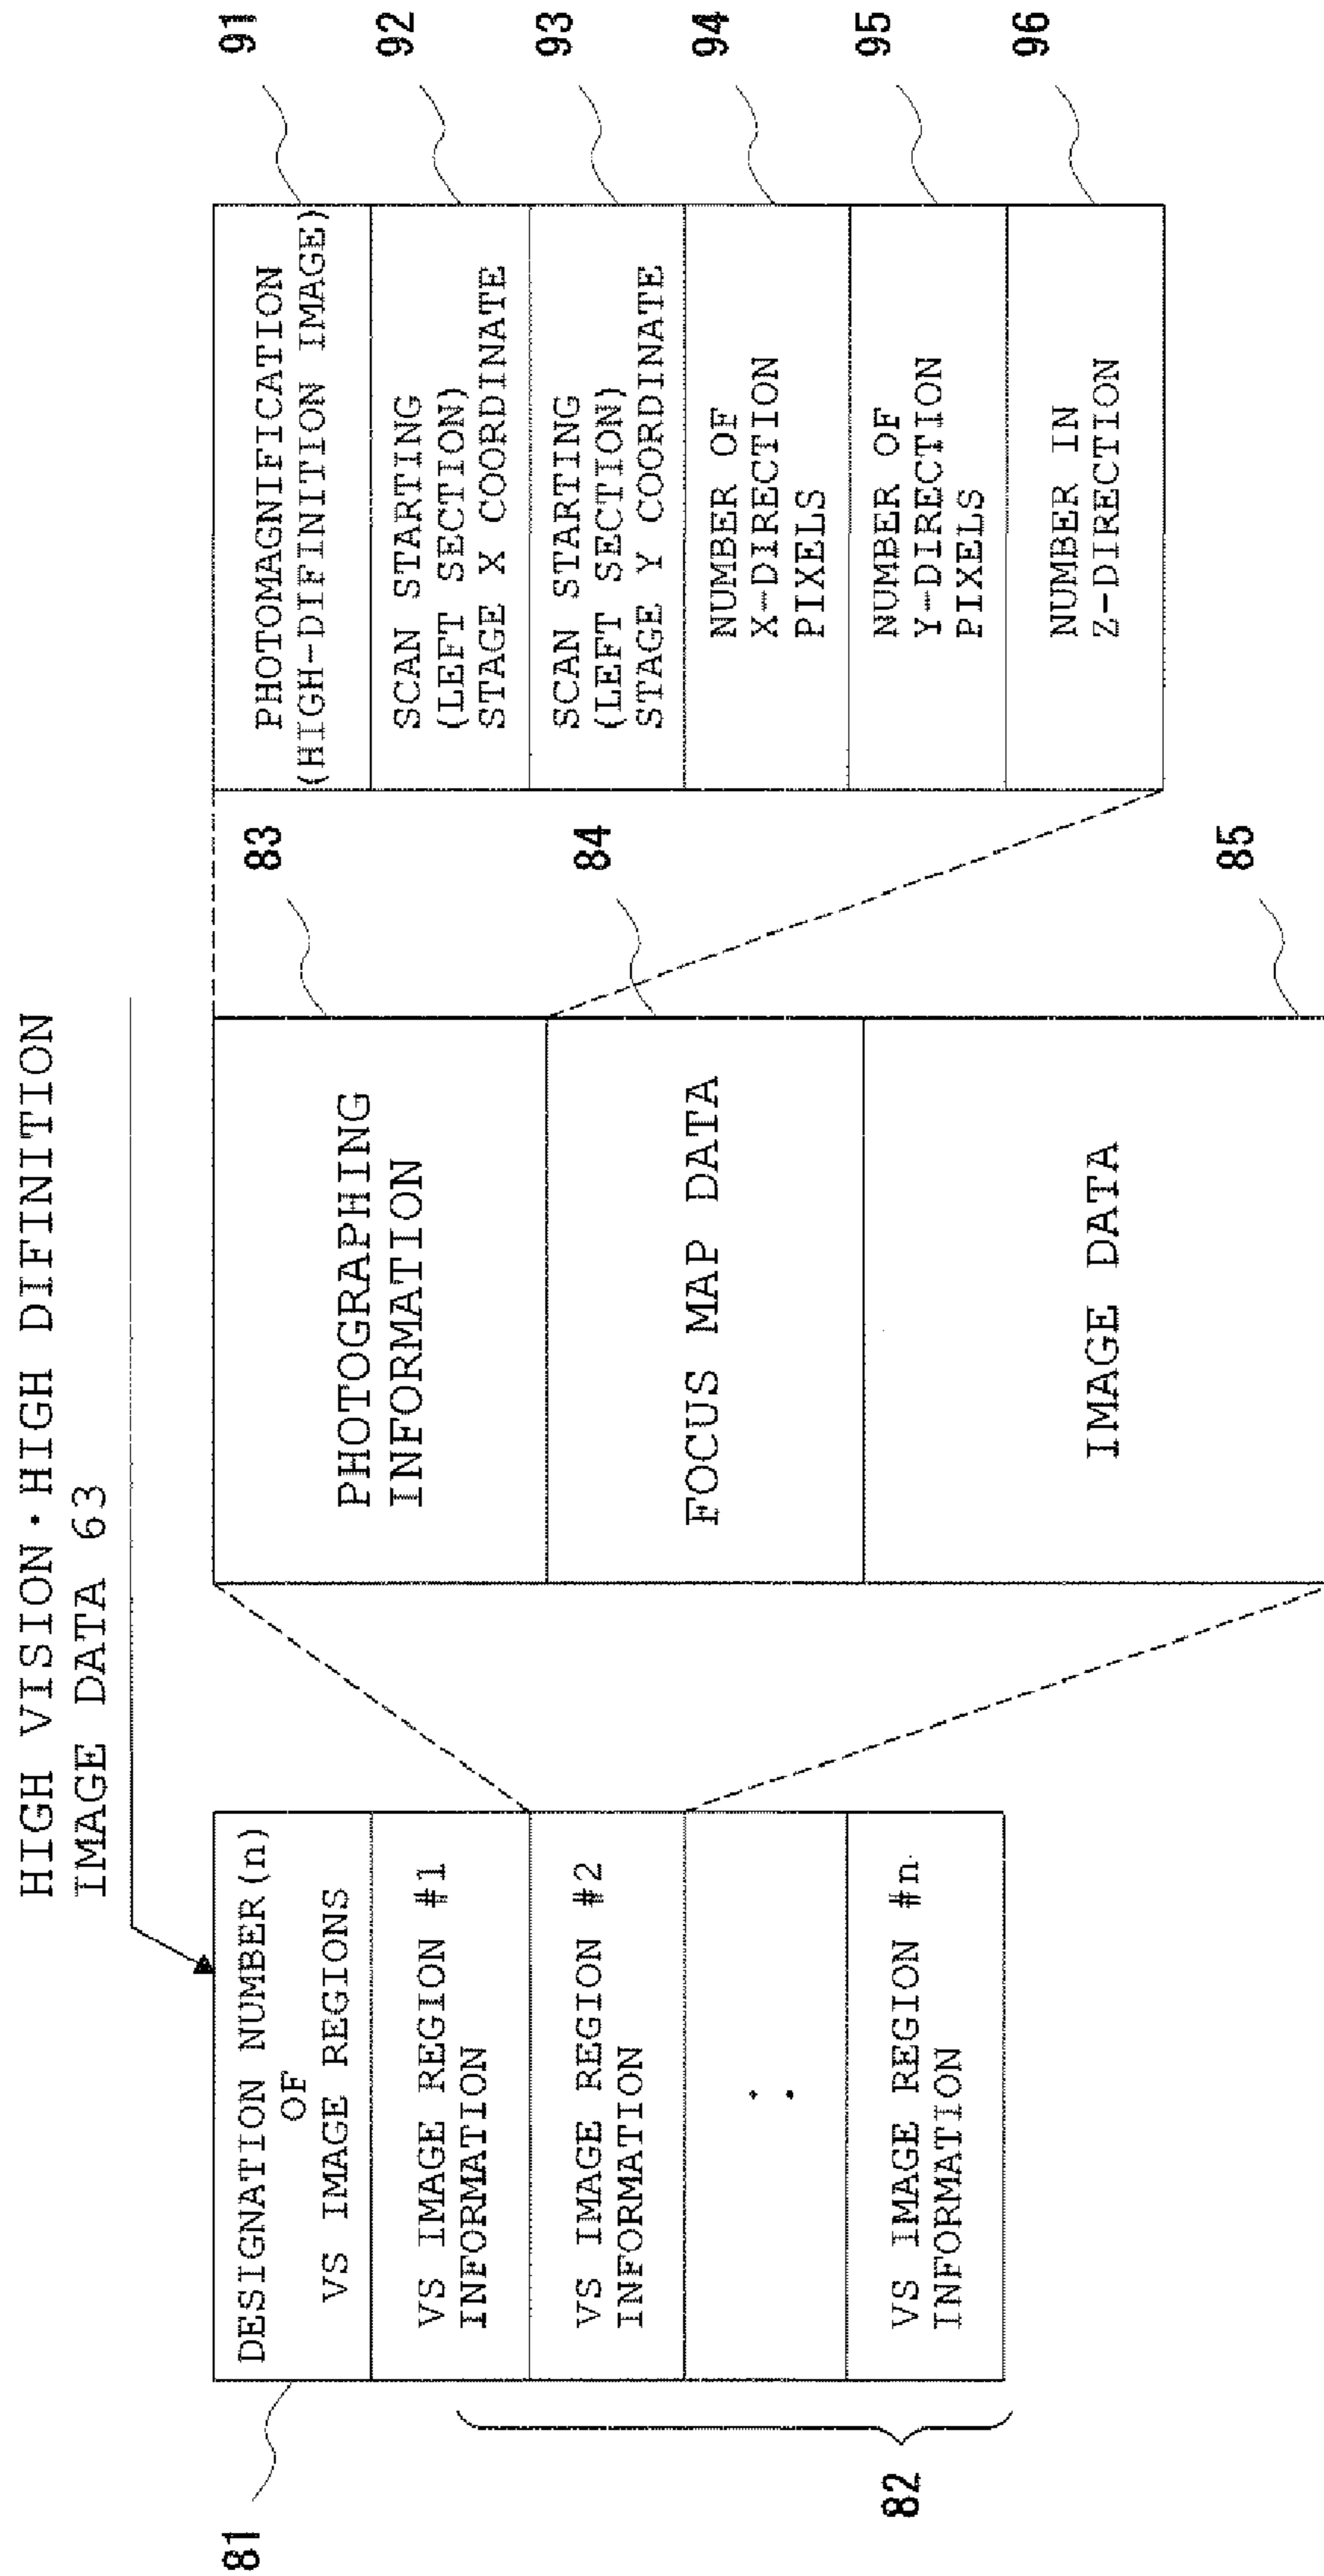 HIGH VISION·HIGH DIFINITION
IMAGE DATA 63
81
DESIGNATION NUMBER(n)
OF
VS IMAGE REGIONS
VS IMAGE REGION #1
INFORMATION
VS IMAGE REGION #2
INFORMATION
:
VS IMAGE REGION #n
INFORMATION
82
PHOTOGRAPHING
INFORMATION
83
FOCUS MAP DATA
84
IMAGE DATA
85
PHOTOMAGNIFICATION
(HIGH-DIFINITION IMAGE)
91
SCAN STARTING
(LEFT SECTION)
STAGE X COORDINATE
92
SCAN STARTING
(LEFT SECTION)
STAGE Y COORDINATE
93
NUMBER OF
X-DIRECTION
PIXELS
94
NUMBER OF
Y-DIRECTION
PIXELS
95
NUMBER IN
Z-DIRECTION
96